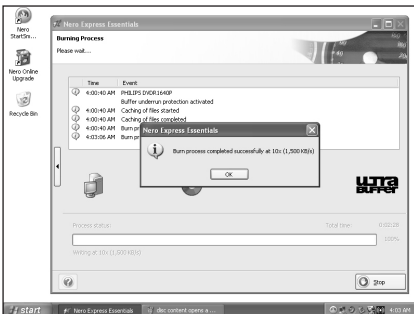 Nero
StartSm...
Nero Online
Upgrade
Recycle Bin
Nero Express Essentials
Burning Process
Please wait...
Time Event
4:00:40 AM PHILIPS DVDR1640P
Buffer underrun protection activated
4:00:40 AM Caching of files started
4:00:40 AM Caching of files completed
4:00:40 AM Burn pr
4:03:06 AM Burn pr
Nero Express Essentials
Burn process completed successfully at 10x (1,500 KB/s)
OK
ULTRA
BUFFER
Process status: Total time: 0:02:28
100%
Writing at 10x (1,500 KB/s)
Stop
start Nero Express Essentials disc content opens a ... 4:03 AM